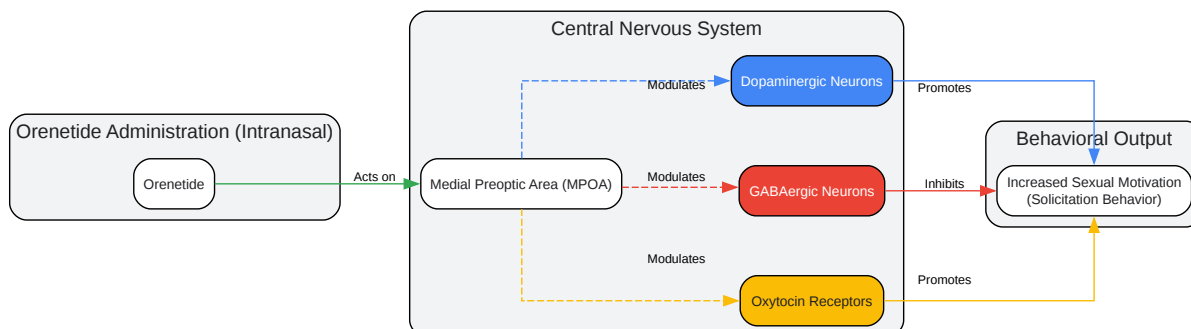 Central Nervous System
Modulates
Dopaminergic Neurons
Promotes
Orenetide Administration (Intranasal)
Orenetide
Acts on
Medial Preoptic Area (MPOA)
Modulates
GABAergic Neurons
Inhibits
Behavioral Output
Increased Sexual Motivation
(Solicitation Behavior)
Modulates
Oxytocin Receptors
Promotes